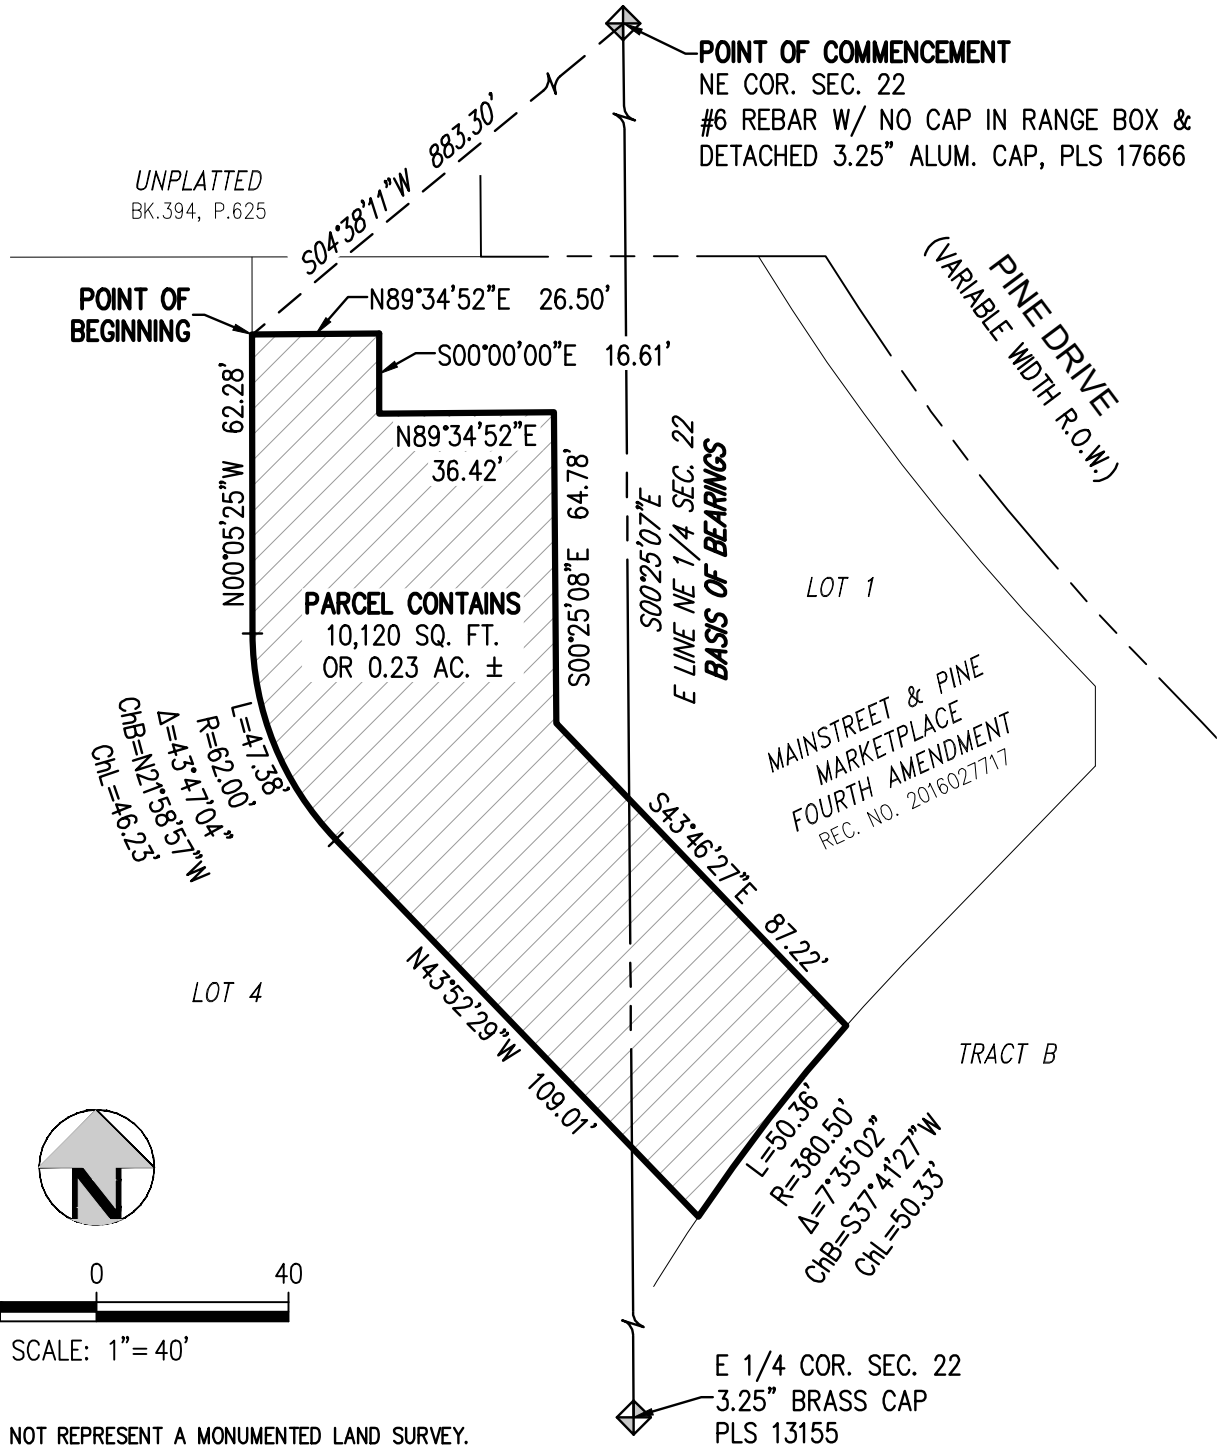 POINT OF COMMENCEMENT
NE COR. SEC. 22
#6 REBAR W/ NO CAP IN RANGE BOX &
DETACHED 3.25" ALUM. CAP, PLS 17666
S04°38'11"W 883.30'
UNPLATTED
BK.394, P.625
PINE DRIVE
(VARIABLE WIDTH R.O.W.)
POINT OF
BEGINNING
N89°34'52"E 26.50'
S00°00'00"E 16.61'
N89°34'52"E
36.42'
N00°05'25"W 62.28'
S00°25'08"E 64.78'
S00°25'07"E
E LINE NE 1/4 SEC. 22
BASIS OF BEARINGS
PARCEL CONTAINS
10,120 SQ. FT.
OR 0.23 AC. ±
LOT 1
MAINSTREET & PINE
MARKETPLACE
FOURTH AMENDMENT
REC. NO. 2016027717
L=47.38'
R=62.00'
Δ=43°47'04"
ChB=N21°58'57"W
ChL=46.23'
S43°46'27"E 87.22'
N43°52'29"W 109.01'
LOT 4
TRACT B
L=50.36'
R=380.50'
Δ=7°35'02"
ChB=S37°41'27"W
ChL=50.33'
N
0 40
SCALE: 1"=40'
E 1/4 COR. SEC. 22
3.25" BRASS CAP
PLS 13155
NOT REPRESENT A MONUMENTED LAND SURVEY.